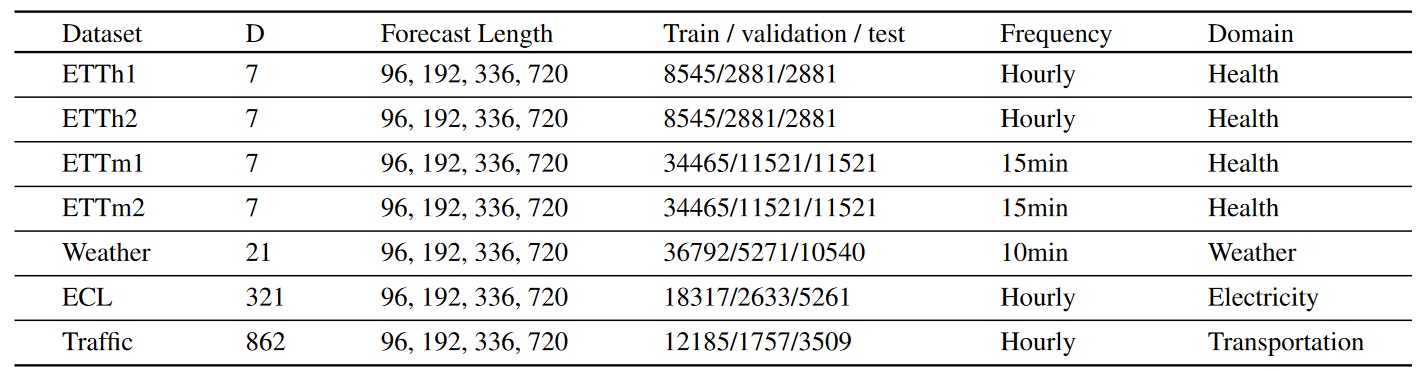 Dataset D Forecast Length Train / validation / test Frequency Domain
ETTh1 7 96, 192, 336, 720 8545/2881/2881 Hourly Health
ETTh2 7 96, 192, 336, 720 8545/2881/2881 Hourly Health
ETTm1 7 96, 192, 336, 720 34465/11521/11521 15min Health
ETTm2 7 96, 192, 336, 720 34465/11521/11521 15min Health
Weather 21 96, 192, 336, 720 36792/5271/10540 10min Weather
ECL 321 96, 192, 336, 720 18317/2633/5261 Hourly Electricity
Traffic 862 96, 192, 336, 720 12185/1757/3509 Hourly Transportation